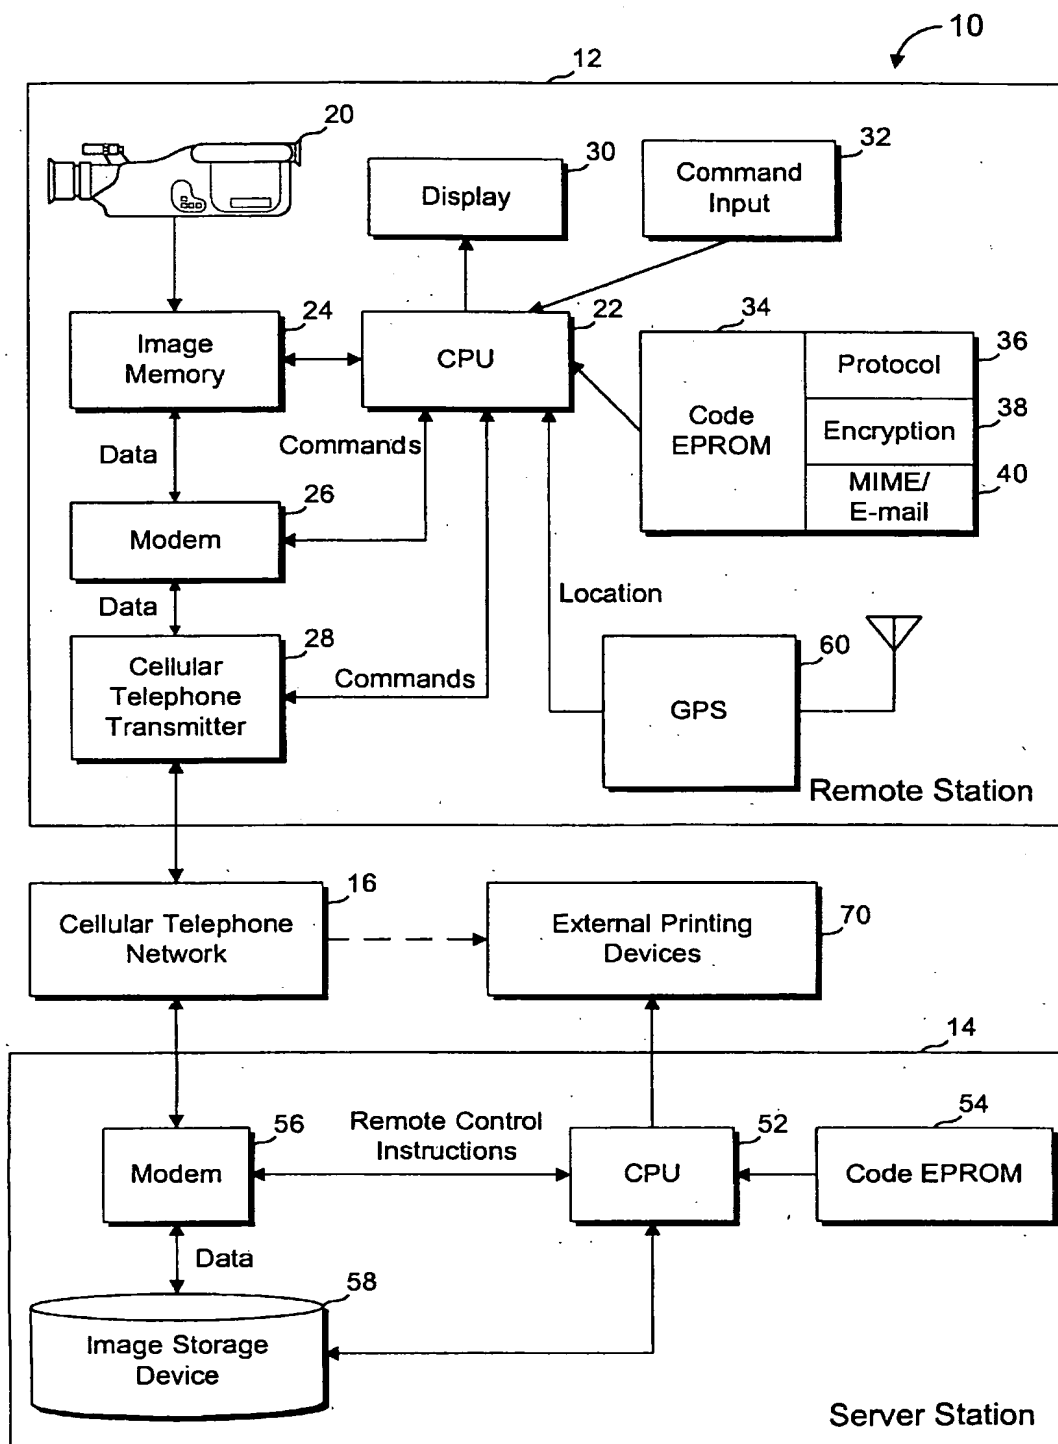 10
12
20
30
32
Display
Command
Input
24
22
34
Image
Memory
CPU
Code
EPROM
Protocol
36
Encryption
38
MIME/
E-mail
40
Data
Commands
26
Modem
Data
Location
28
Cellular
Telephone
Transmitter
Commands
60
GPS
Remote Station
16
Cellular Telephone
Network
External Printing
Devices
70
14
56
Modem
Remote Control
Instructions
52
CPU
54
Code EPROM
Data
58
Image Storage
Device
Server Station